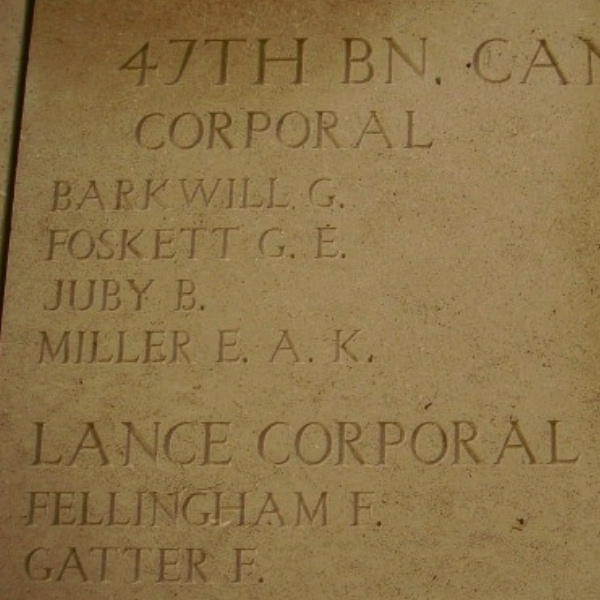 47TH BN. CAN
CORPORAL
BARKWILL G.
FOSKETT G. E.
JUBY B.
MILLER E. A. K.
LANCE CORPORAL
FELLINGHAM F.
GATTER F.